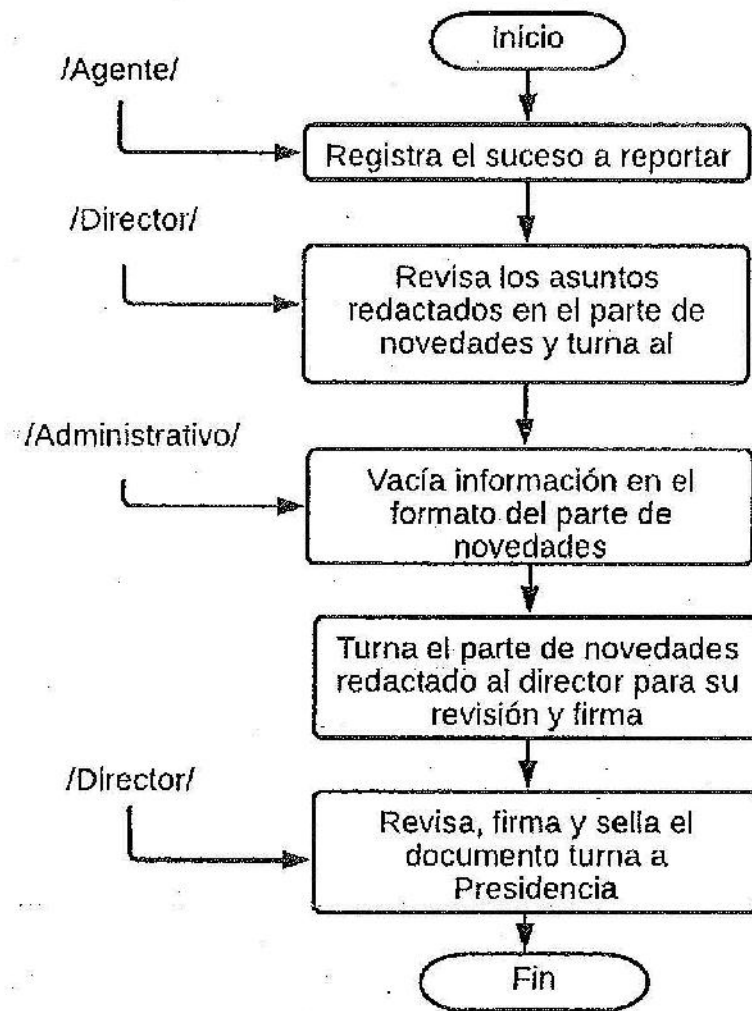 Inicio
/Agente/
Registra el suceso a reportar
/Director/
Revisa los asuntos
redactados en el parte de
novedades y turna al
/Administrativo/
Vacía información en el
formato del parte de
novedades
Turna el parte de novedades
redactado al director para su
revisión y firma
/Director/
Revisa, firma y sella el
documento turna a
Presidencia
Fin